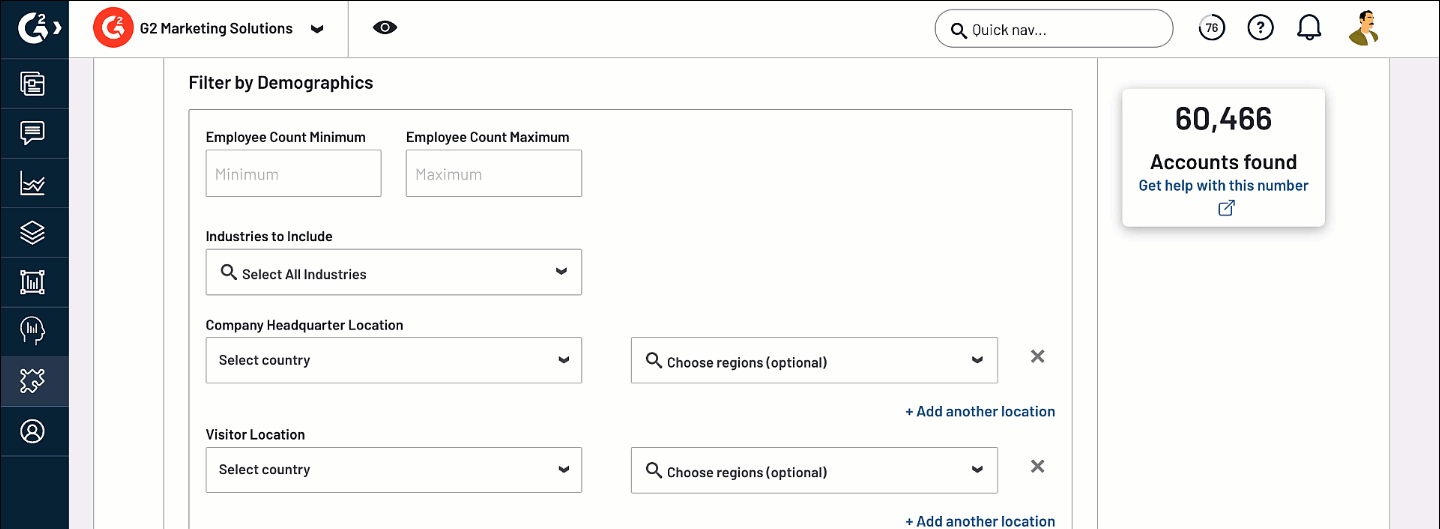 G2 G2 G2 Marketing Solutions Quick nav... 76 ?
Filter by Demographics
60,466
Accounts found
Get help with this number
Employee Count Minimum Employee Count Maximum
Minimum Maximum
Industries to Include
Select All Industries
Company Headquarter Location
Select country Choose regions (optional)
+ Add another location
Visitor Location
Select country Choose regions (optional)
+ Add another location